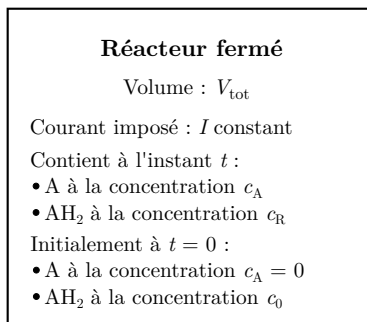 Réacteur fermé
Volume : V_tot
Courant imposé : I constant
Contient à l'instant t :
• A à la concentration c_A
• AH₂ à la concentration c_R
Initialement à t = 0 :
• A à la concentration c_A = 0
• AH₂ à la concentration c₀